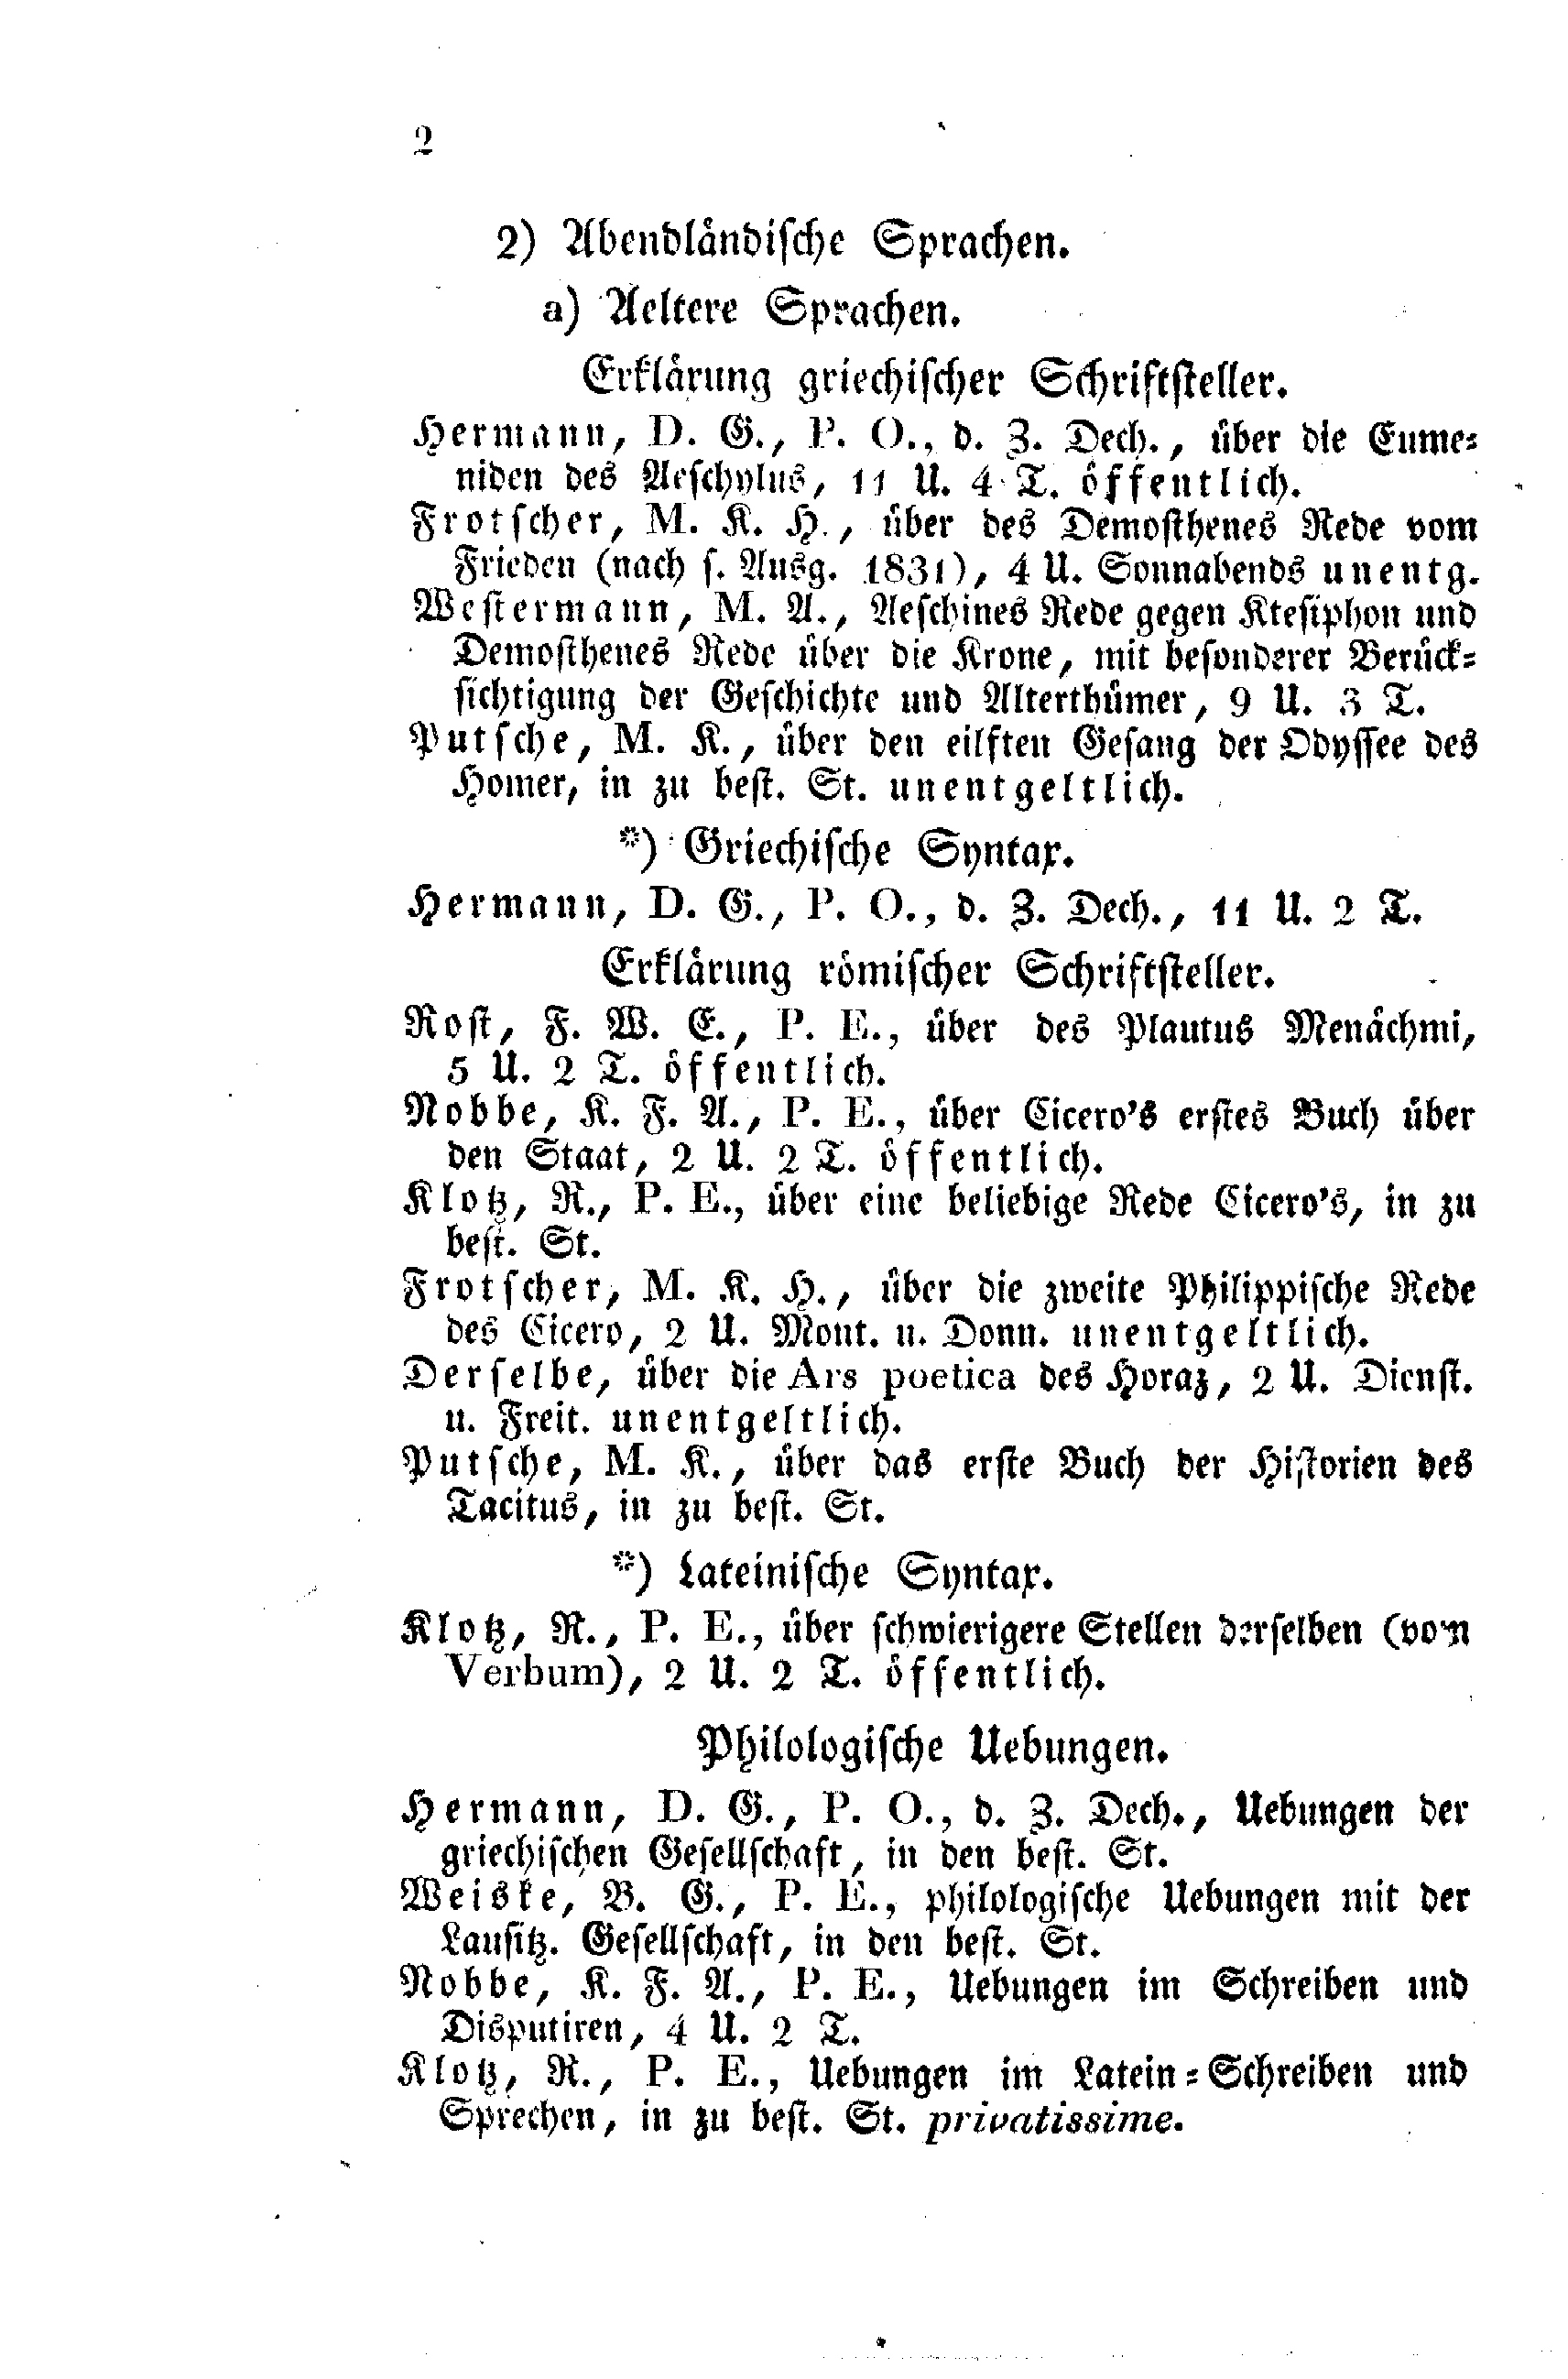 2
2) Abendländische Sprachen.
a) Aeltere Sprachen.
Erklärung griechischer Schriftsteller.
Hermann, D. G., P. O., d. Z. Dech., über die Eume-
niden des Aeschylus, 11 U. 4 T. öffentlich.
Frotscher, M. K. H., über des Demosthenes Rede vom
Frieden (nach s. Ausg. 1831), 4 U. Sonnabends unentg.
Westermann, M. A., Aeschines Rede gegen Ktesiphon und
Demosthenes Rede über die Krone, mit besonderer Berück-
sichtigung der Geschichte und Alterthümer, 9 U. 3 T.
Putsche, M. K., über den eilften Gesang der Odyssee des
Homer, in zu best. St. unentgeltlich.
*) Griechische Syntax.
Hermann, D. G., P. O., d. Z. Dech., 11 U. 2 T.
Erklärung römischer Schriftsteller.
Rost, F. W. E., P. E., über des Plautus Menächmi,
5 U. 2 T. öffentlich.
Nobbe, K. F. A., P. E., über Cicero's erstes Buch über
den Staat, 2 U. 2 T. öffentlich.
Klotz, R., P. E., über eine beliebige Rede Cicero's, in zu
best. St.
Frotscher, M. K. H., über die zweite Philippische Rede
des Cicero, 2 U. Mont. u. Donn. unentgeltlich.
Derselbe, über die Ars poetica des Horaz, 2 U. Dienst.
u. Freit. unentgeltlich.
Putsche, M. K., über das erste Buch der Historien des
Tacitus, in zu best. St.
*) Lateinische Syntax.
Klotz, R., P. E., über schwierigere Stellen derselben (vom
Verbum), 2 U. 2 T. öffentlich.
Philologische Uebungen.
Hermann, D. G., P. O., d. Z. Dech., Uebungen der
griechischen Gesellschaft, in den best. St.
Weiske, B. G., P. E., philologische Uebungen mit der
Lausitz. Gesellschaft, in den best. St.
Nobbe, K. F. A., P. E., Uebungen im Schreiben und
Disputiren, 4 U. 2 T.
Klotz, R., P. E., Uebungen im Latein-Schreiben und
Sprechen, in zu best. St. privatissime.